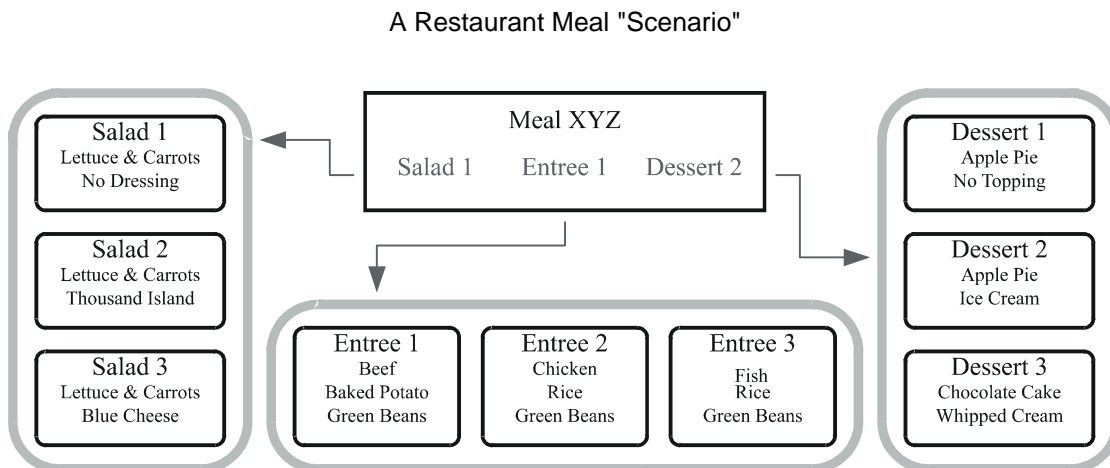 A Restaurant Meal "Scenario"
Meal XYZ
Salad 1 Entree 1 Dessert 2
Salad 1
Lettuce & Carrots
No Dressing
Salad 2
Lettuce & Carrots
Thousand Island
Salad 3
Lettuce & Carrots
Blue Cheese
Entree 1
Beef
Baked Potato
Green Beans
Entree 2
Chicken
Rice
Green Beans
Entree 3
Fish
Rice
Green Beans
Dessert 1
Apple Pie
No Topping
Dessert 2
Apple Pie
Ice Cream
Dessert 3
Chocolate Cake
Whipped Cream